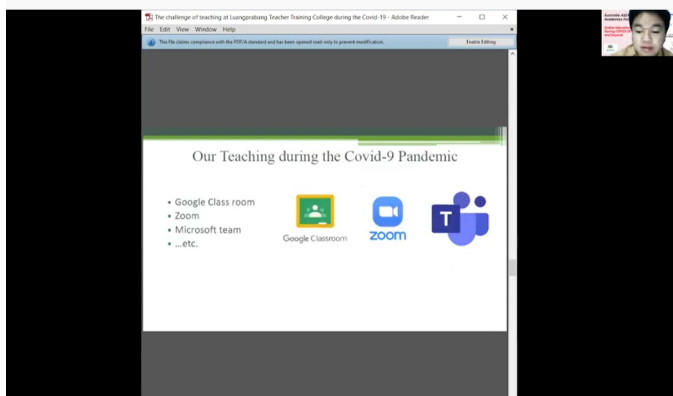 The challenge of teaching at Luangprabang Teacher Training College during the Covid-19 - Adobe Reader
File Edit View Window Help
This file claims compliance with the PDF/A standard and has been opened read-only to prevent modification.
Enable Editing
Our Teaching during the Covid-9 Pandemic
• Google Class room
• Zoom
• Microsoft team
• ...etc.
Google Classroom
zoom
T